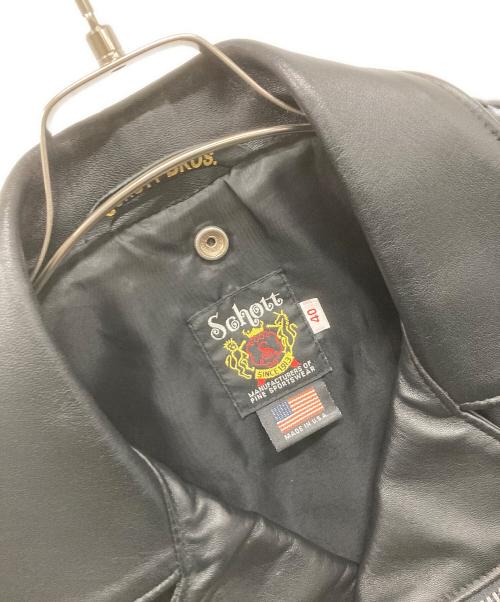 SCHOTT BROS.
Schott
40
SINCE 1913
MANUFACTURERS OF
FINE SPORTSWEAR
MADE IN U.S.A.